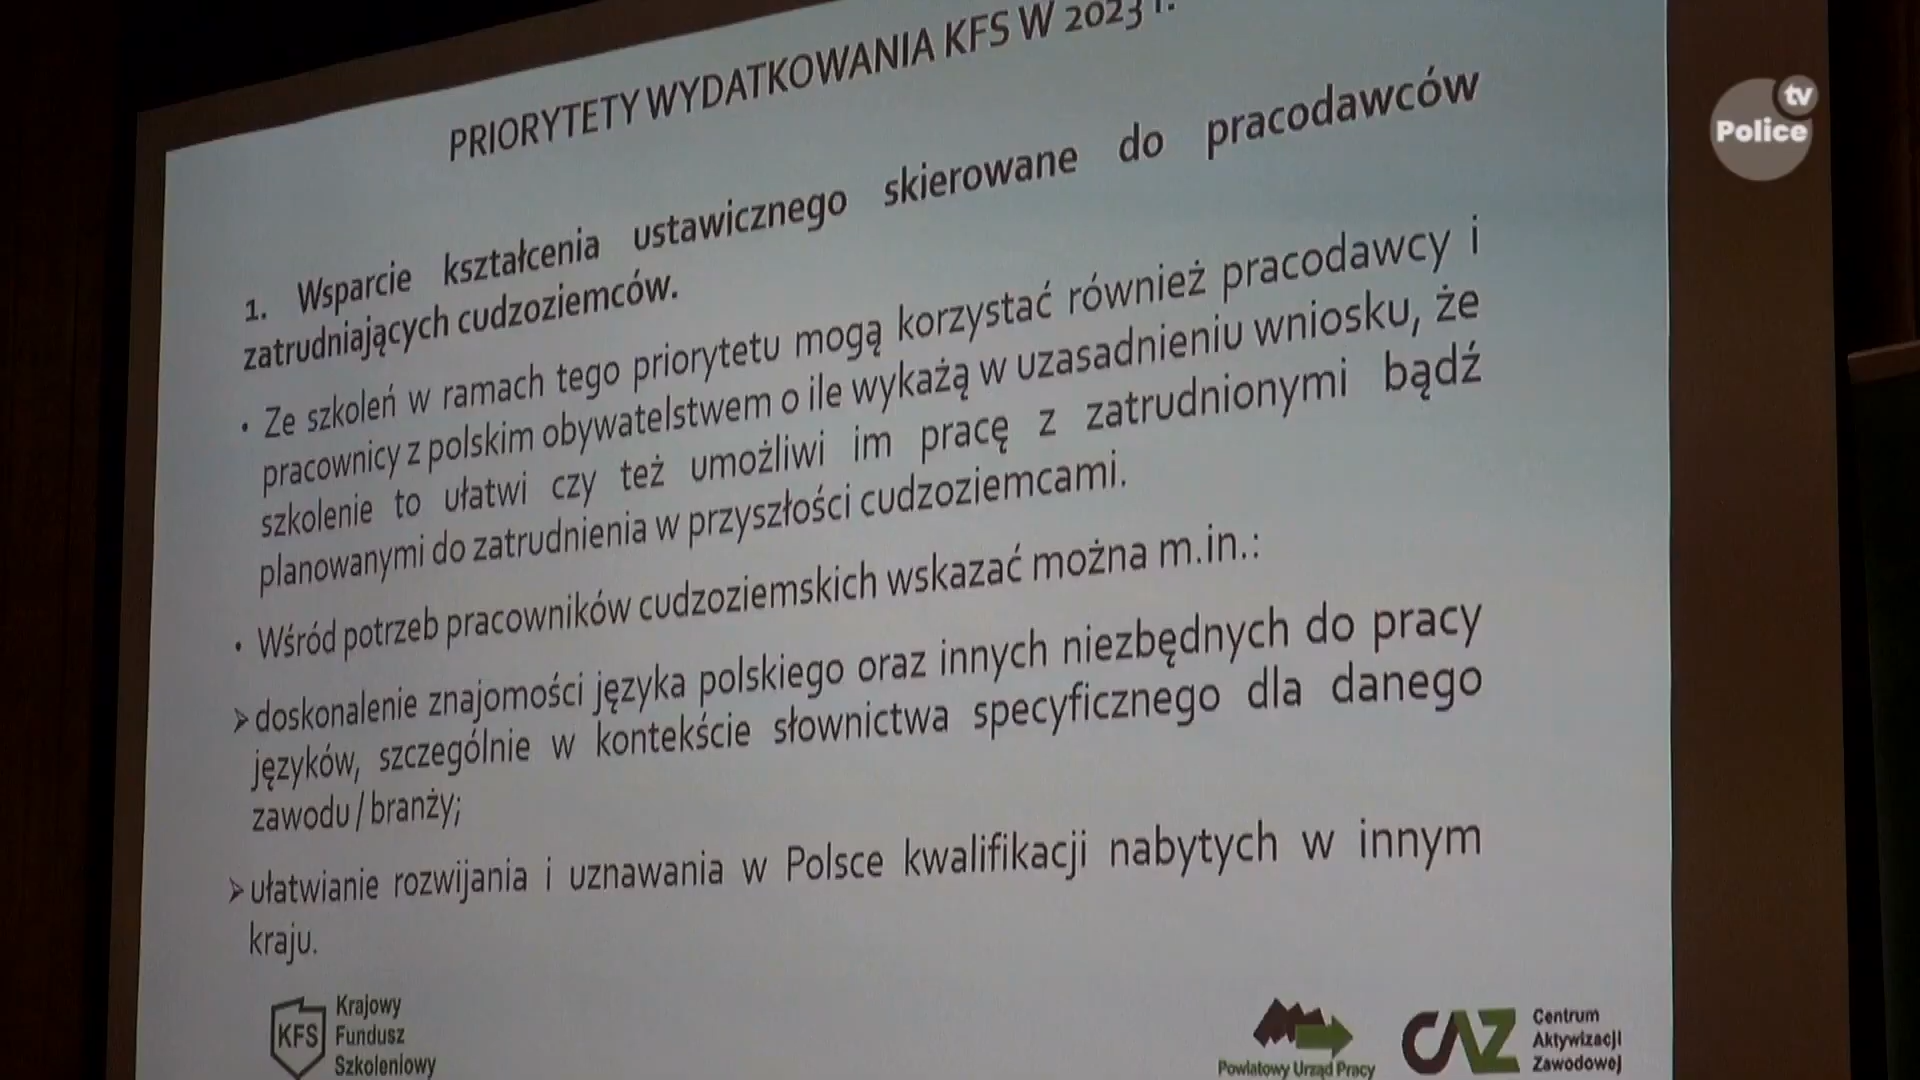 PRIORYTETY WYDATKOWANIA KFS W 2023 r.
tv
Police
1. Wsparcie kształcenia ustawicznego skierowane do pracodawców
zatrudniających cudzoziemców.
• Ze szkoleń w ramach tego priorytetu mogą korzystać również pracodawcy i
pracownicy z polskim obywatelstwem o ile wykażą w uzasadnieniu wniosku, że
szkolenie to ułatwi czy też umożliwi im pracę z zatrudnionymi bądź
planowanymi do zatrudnienia w przyszłości cudzoziemcami.
• Wśród potrzeb pracowników cudzoziemskich wskazać można m.in.:
➢ doskonalenie znajomości języka polskiego oraz innych niezbędnych do pracy
języków, szczególnie w kontekście słownictwa specyficznego dla danego
zawodu / branży;
➢ ułatwianie rozwijania i uznawania w Polsce kwalifikacji nabytych w innym
kraju.
KFS
Krajowy
Fundusz
Szkoleniowy
Powiatowy Urząd Pracy
CAZ
Centrum
Aktywizacji
Zawodowej